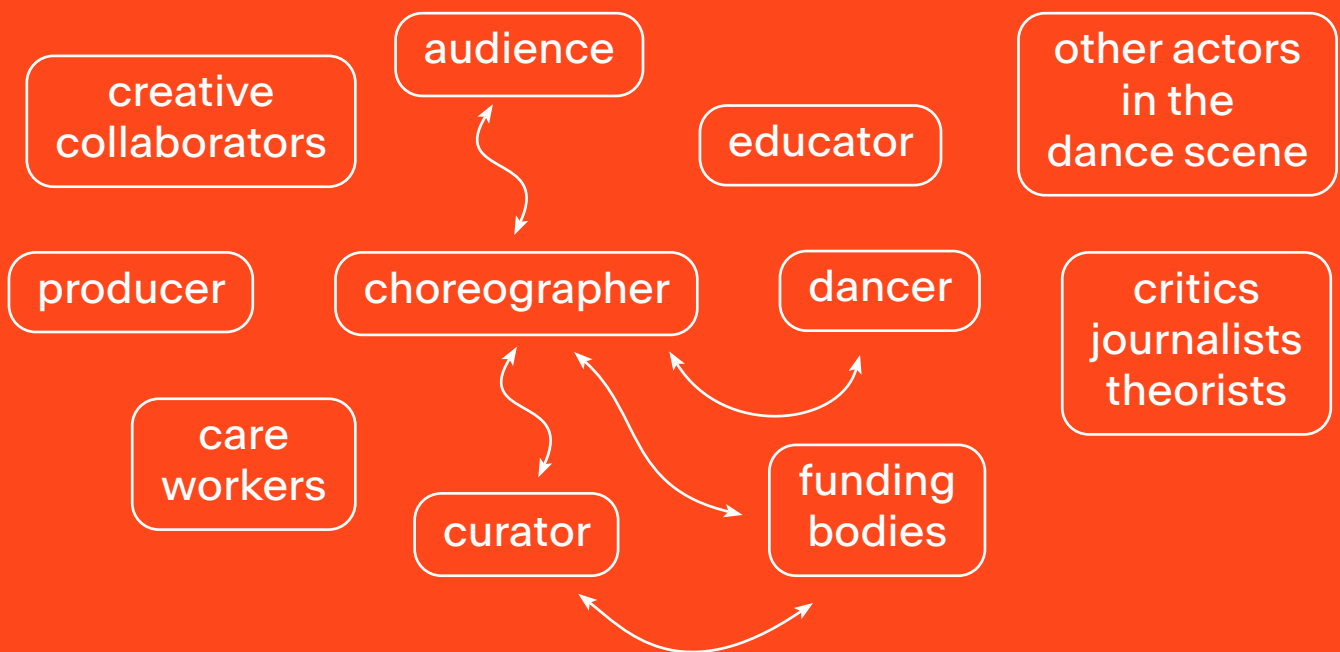 audience
creative
collaborators
educator
other actors
in the
dance scene
producer
choreographer
dancer
critics
journalists
theorists
care
workers
curator
funding
bodies